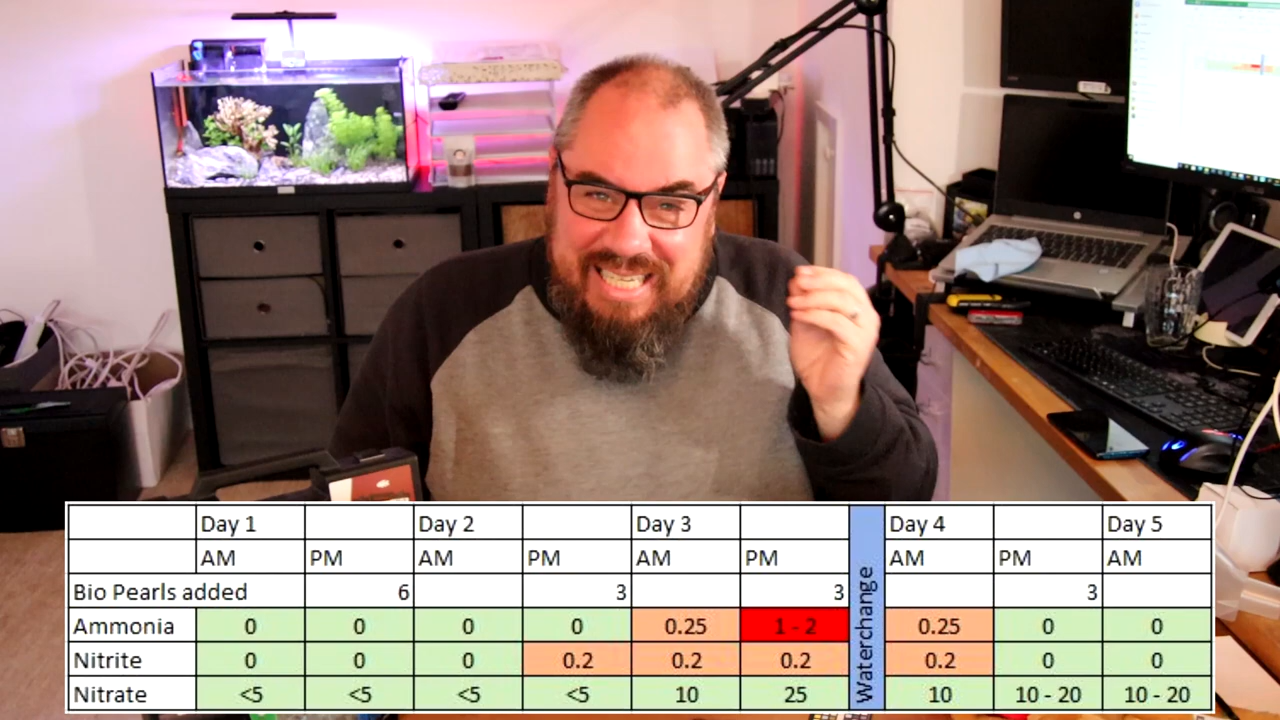 Day 1 Day 2 Day 3 Day 4 Day 5
AM PM AM PM AM PM AM PM AM
Bio Pearls added 6 3 3 3
Ammonia 0 0 0 0 0.25 1 - 2 0.25 0 0
Nitrite 0 0 0 0.2 0.2 0.2 0.2 0 0
Nitrate <5 <5 <5 <5 10 25 10 10 - 20 10 - 20
Waterchange